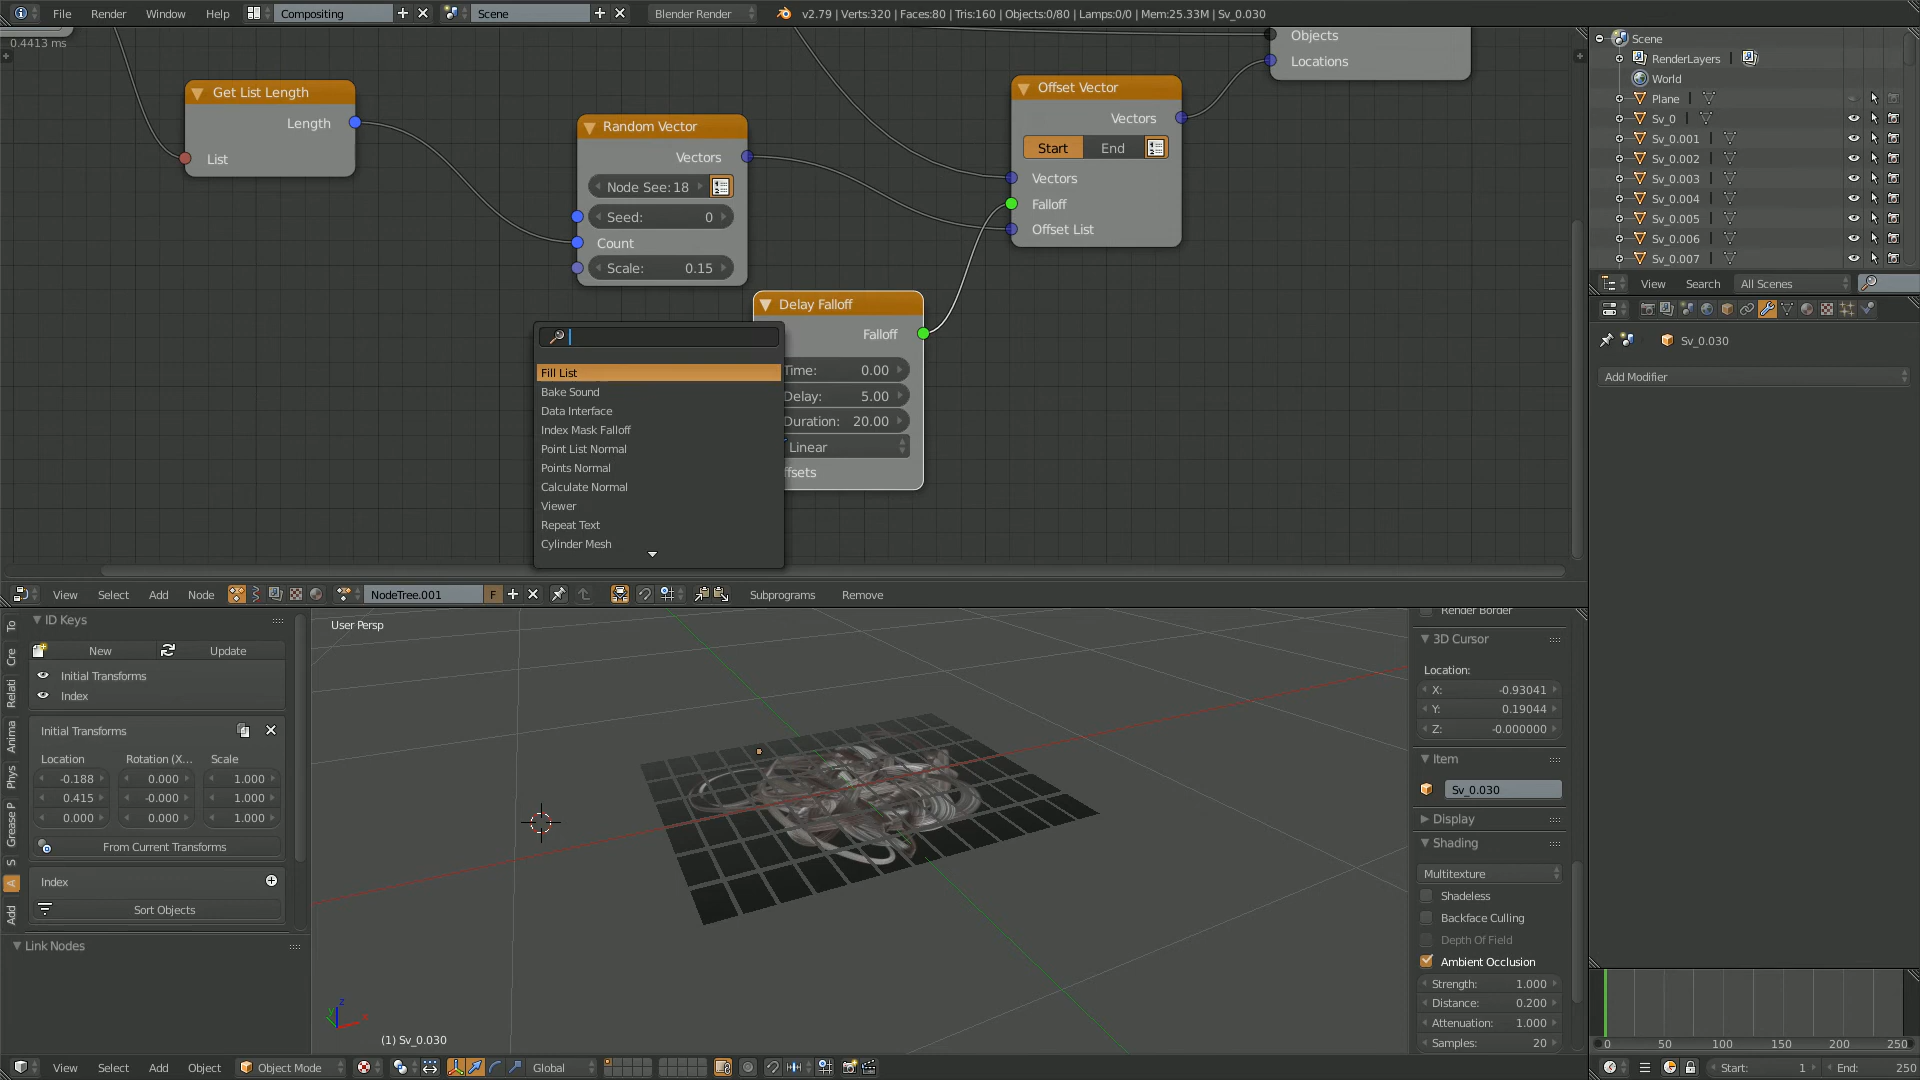 File Render Window Help Compositing Scene Blender Render v2.79 | Verts:320 | Faces:80 | Tris:160 | Objects:0/80 | Lamps:0/0 | Mem:25.33M | Sv_0.030
0.4413 ms
Get List Length
Length
List
Random Vector
Vectors
Node See: 18
Seed: 0
Count
Scale: 0.15
Offset Vector
Vectors
Start End
Vectors
Falloff
Offset List
Objects
Locations
Delay Falloff
Falloff
Time: 0.00
Delay: 5.00
Duration: 20.00
Linear
ffsets
Fill List
Bake Sound
Data Interface
Index Mask Falloff
Point List Normal
Points Normal
Calculate Normal
Viewer
Repeat Text
Cylinder Mesh
View Select Add Node NodeTree.001 F Subprograms Remove
Scene
RenderLayers
World
Plane
Sv_0
Sv_0.001
Sv_0.002
Sv_0.003
Sv_0.004
Sv_0.005
Sv_0.006
Sv_0.007
View Search All Scenes
Sv_0.030
Add Modifier
To
Cre
Relati
Anima
Phys
Grease P
S
A
Add
ID Keys
New Update
Initial Transforms
Index
Initial Transforms
Location Rotation (X... Scale
-0.188 0.000 1.000
0.415 -0.000 1.000
0.000 0.000 1.000
From Current Transforms
Index
Sort Objects
Link Nodes
User Persp
z
y
x
(1) Sv_0.030
Render Border
3D Cursor
Location:
X: -0.93041
Y: 0.19044
Z: -0.000000
Item
Sv_0.030
Display
Shading
Multitexture
Shadeless
Backface Culling
Depth Of Field
Ambient Occlusion
Strength: 1.000
Distance: 0.200
Attenuation: 1.000
Samples: 20
0 50 100 150 200 250
View Select Add Object Object Mode Global
Start: 1 End: 250